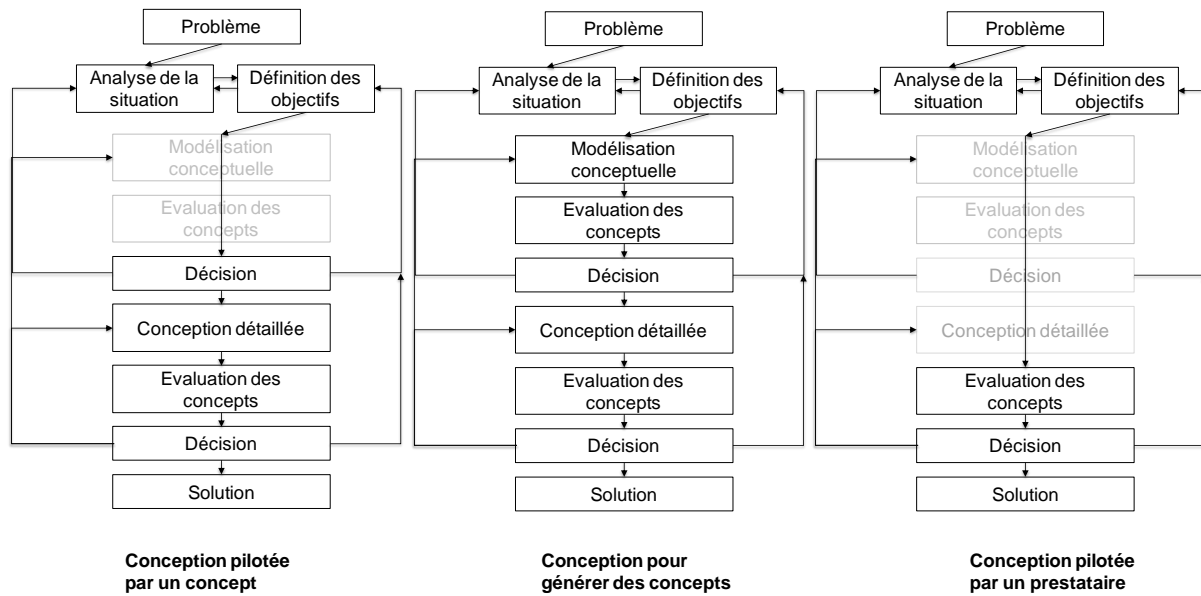 Problème
Analyse de la
situation
Définition des
objectifs
Modélisation
conceptuelle
Evaluation des
concepts
Décision
Conception détaillée
Evaluation des
concepts
Décision
Solution
Conception pilotée
par un concept
Problème
Analyse de la
situation
Définition des
objectifs
Modélisation
conceptuelle
Evaluation des
concepts
Décision
Conception détaillée
Evaluation des
concepts
Décision
Solution
Conception pour
générer des concepts
Problème
Analyse de la
situation
Définition des
objectifs
Modélisation
conceptuelle
Evaluation des
concepts
Décision
Conception détaillée
Evaluation des
concepts
Décision
Solution
Conception pilotée
par un prestataire